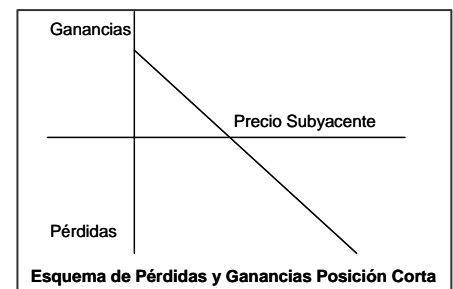 Ganancias
Precio Subyacente
Pérdidas
Esquema de Pérdidas y Ganancias Posición Corta